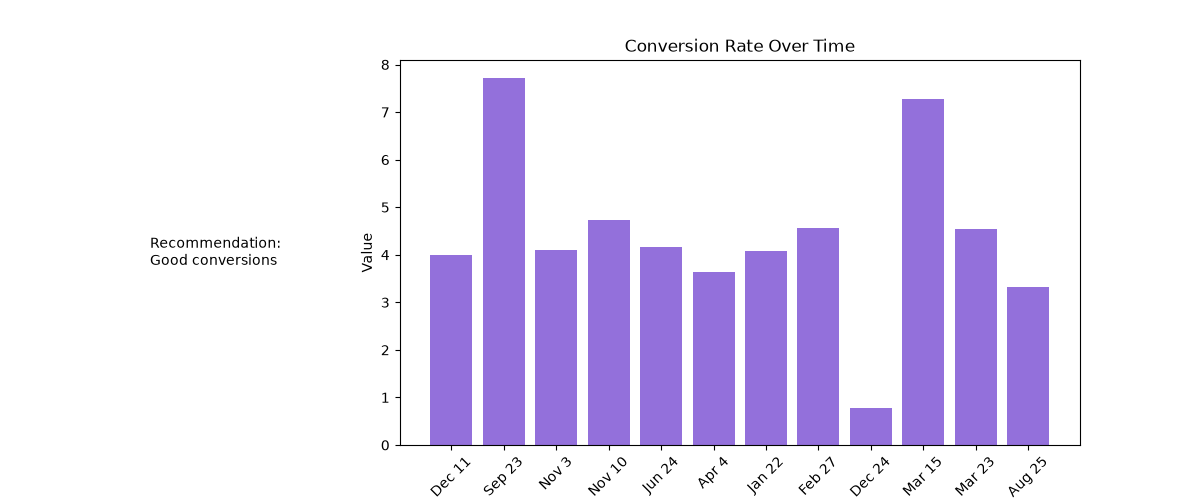 Conversion Rate Over Time
Recommendation:
Good conversions
Value
8
7
6
5
4
3
2
1
0
Dec 11
Sep 23
Nov 3
Nov 10
Jun 24
Apr 4
Jan 22
Feb 27
Dec 24
Mar 15
Mar 23
Aug 25